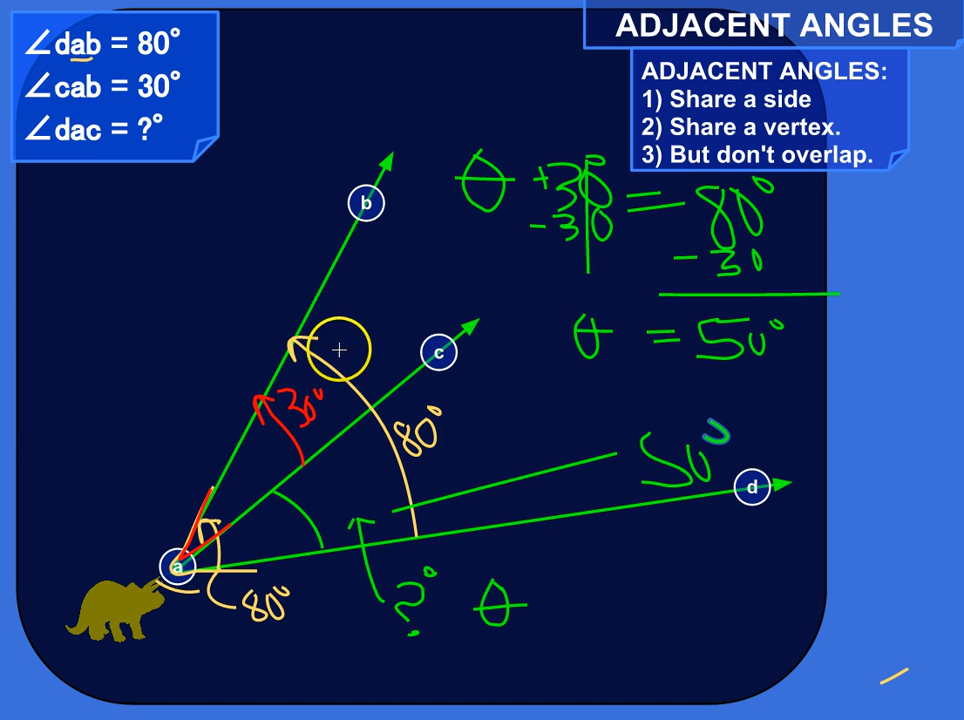 ∠dab = 80°
∠cab = 30°
∠dac = ?°
ADJACENT ANGLES
ADJACENT ANGLES:
1) Share a side
2) Share a vertex.
3) But don't overlap.
θ +30° = 80°
-30 -30
θ = 50°
b
c
30°
80°
50°
d
a
80°
?° θ